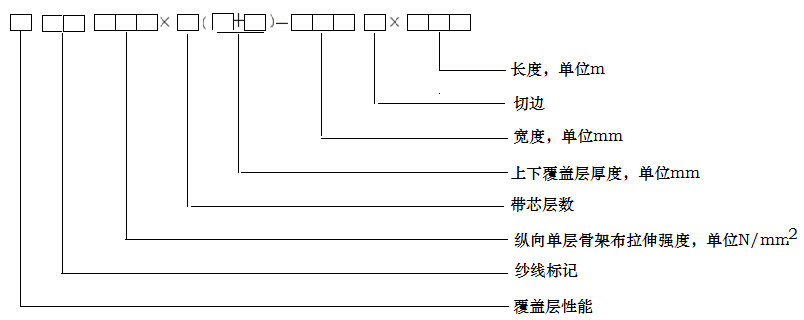 □ □□ □□□×□(□+□)—□□□ □×□□□
长度，单位m
切边
宽度，单位mm
上下覆盖层厚度，单位mm
带芯层数
纵向单层骨架布拉伸强度，单位N/mm²
纱线标记
覆盖层性能